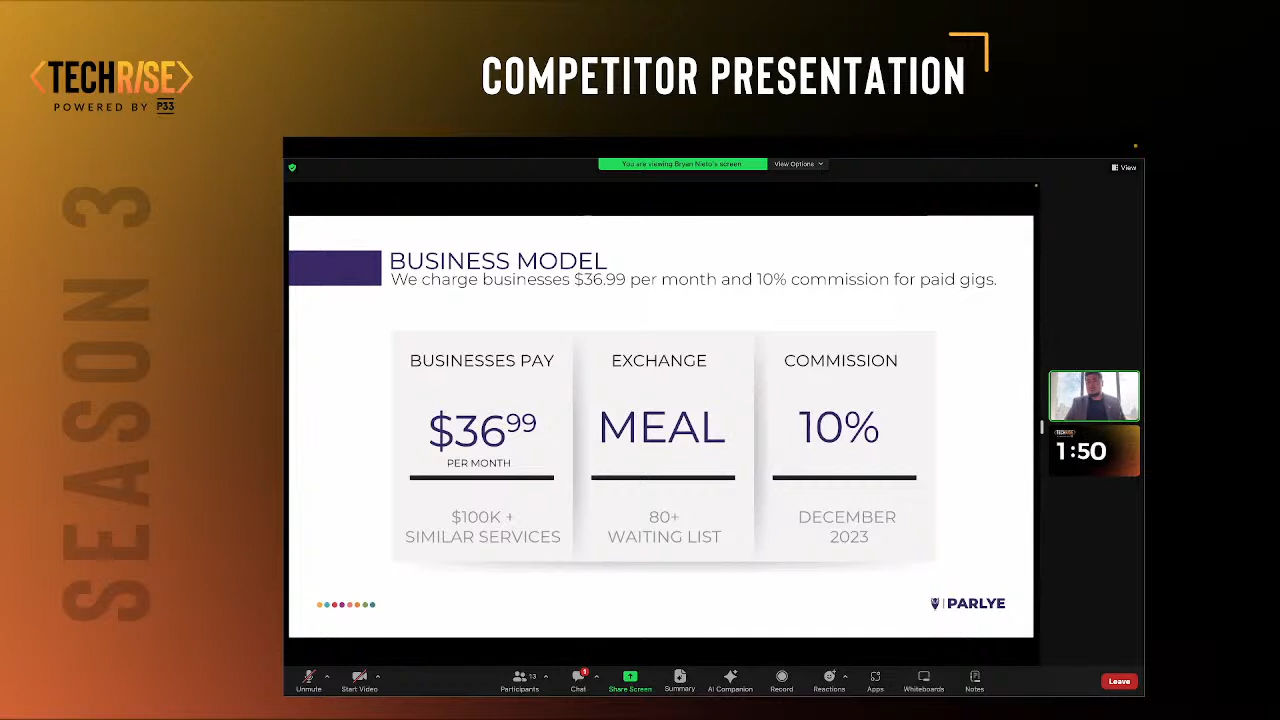 <TECHRISE>
POWERED BY P33
COMPETITOR PRESENTATION
SEASON 3
You are viewing Bryan Nieto's screen
View Options
View
BUSINESS MODEL
We charge businesses $36.99 per month and 10% commission for paid gigs.
BUSINESSES PAY
$36.99
PER MONTH
$100K +
SIMILAR SERVICES
EXCHANGE
MEAL
80+
WAITING LIST
COMMISSION
10%
DECEMBER
2023
PARLYE
1:50
Unmute
Start Video
Participants
13
Chat
1
Share Screen
Summary
AI Companion
Record
Reactions
Apps
Whiteboards
Notes
Leave